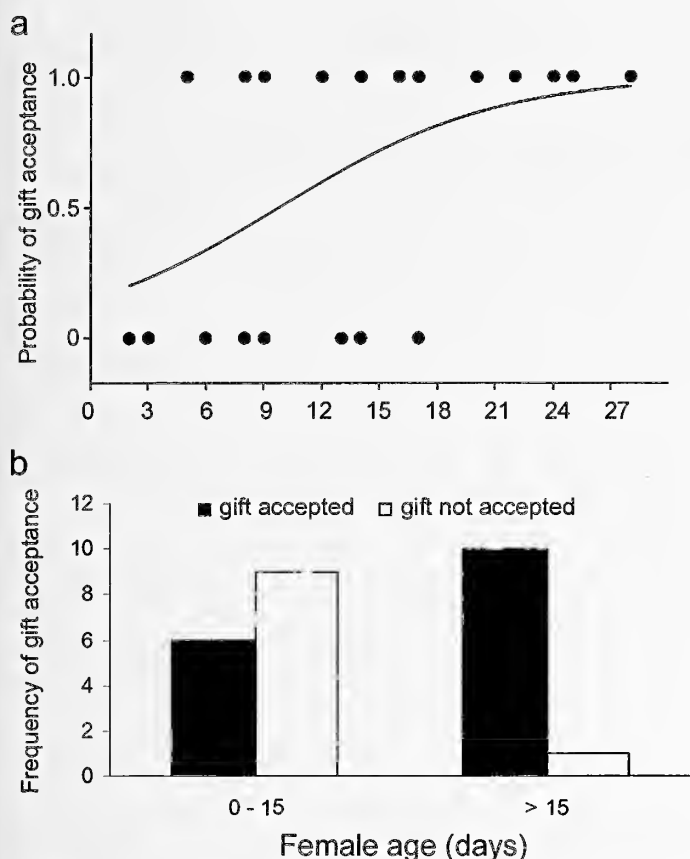 a
Probability of gift acceptance
1.0
0.5
0
0 3 6 9 12 15 18 21 24 27
b
Frequency of gift acceptance
■ gift accepted □ gift not accepted
12
10
8
6
4
2
0
0 - 15 > 15
Female age (days)